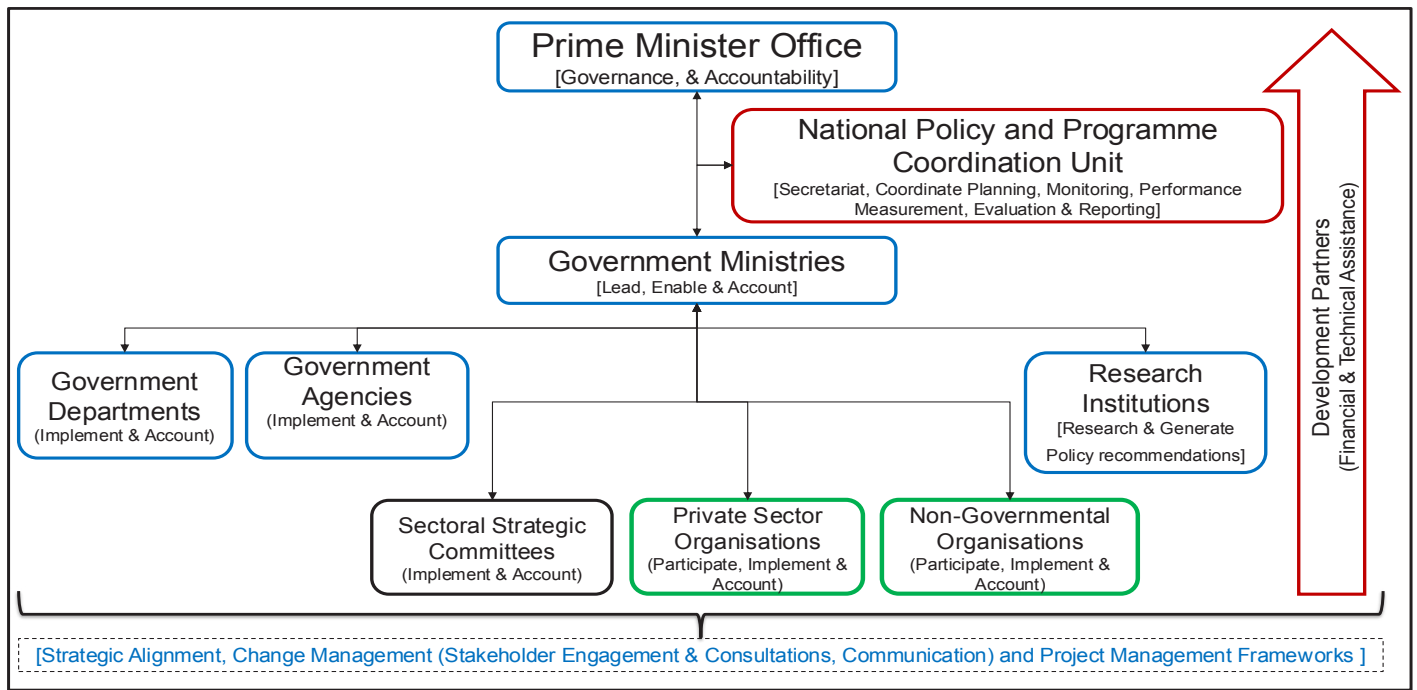 Prime Minister Office
[Governance, & Accountability]
National Policy and Programme
Coordination Unit
[Secretariat, Coordinate Planning, Monitoring, Performance
Measurement, Evaluation & Reporting]
Government Ministries
[Lead, Enable & Account]
Government
Departments
(Implement & Account)
Government
Agencies
(Implement & Account)
Research
Institutions
[Research & Generate
Policy recommendations]
Sectoral Strategic
Committees
(Implement & Account)
Private Sector
Organisations
(Participate, Implement &
Account)
Non-Governmental
Organisations
(Participate, Implement &
Account)
Development Partners
(Financial & Technical Assistance)
[Strategic Alignment, Change Management (Stakeholder Engagement & Consultations, Communication) and Project Management Frameworks ]